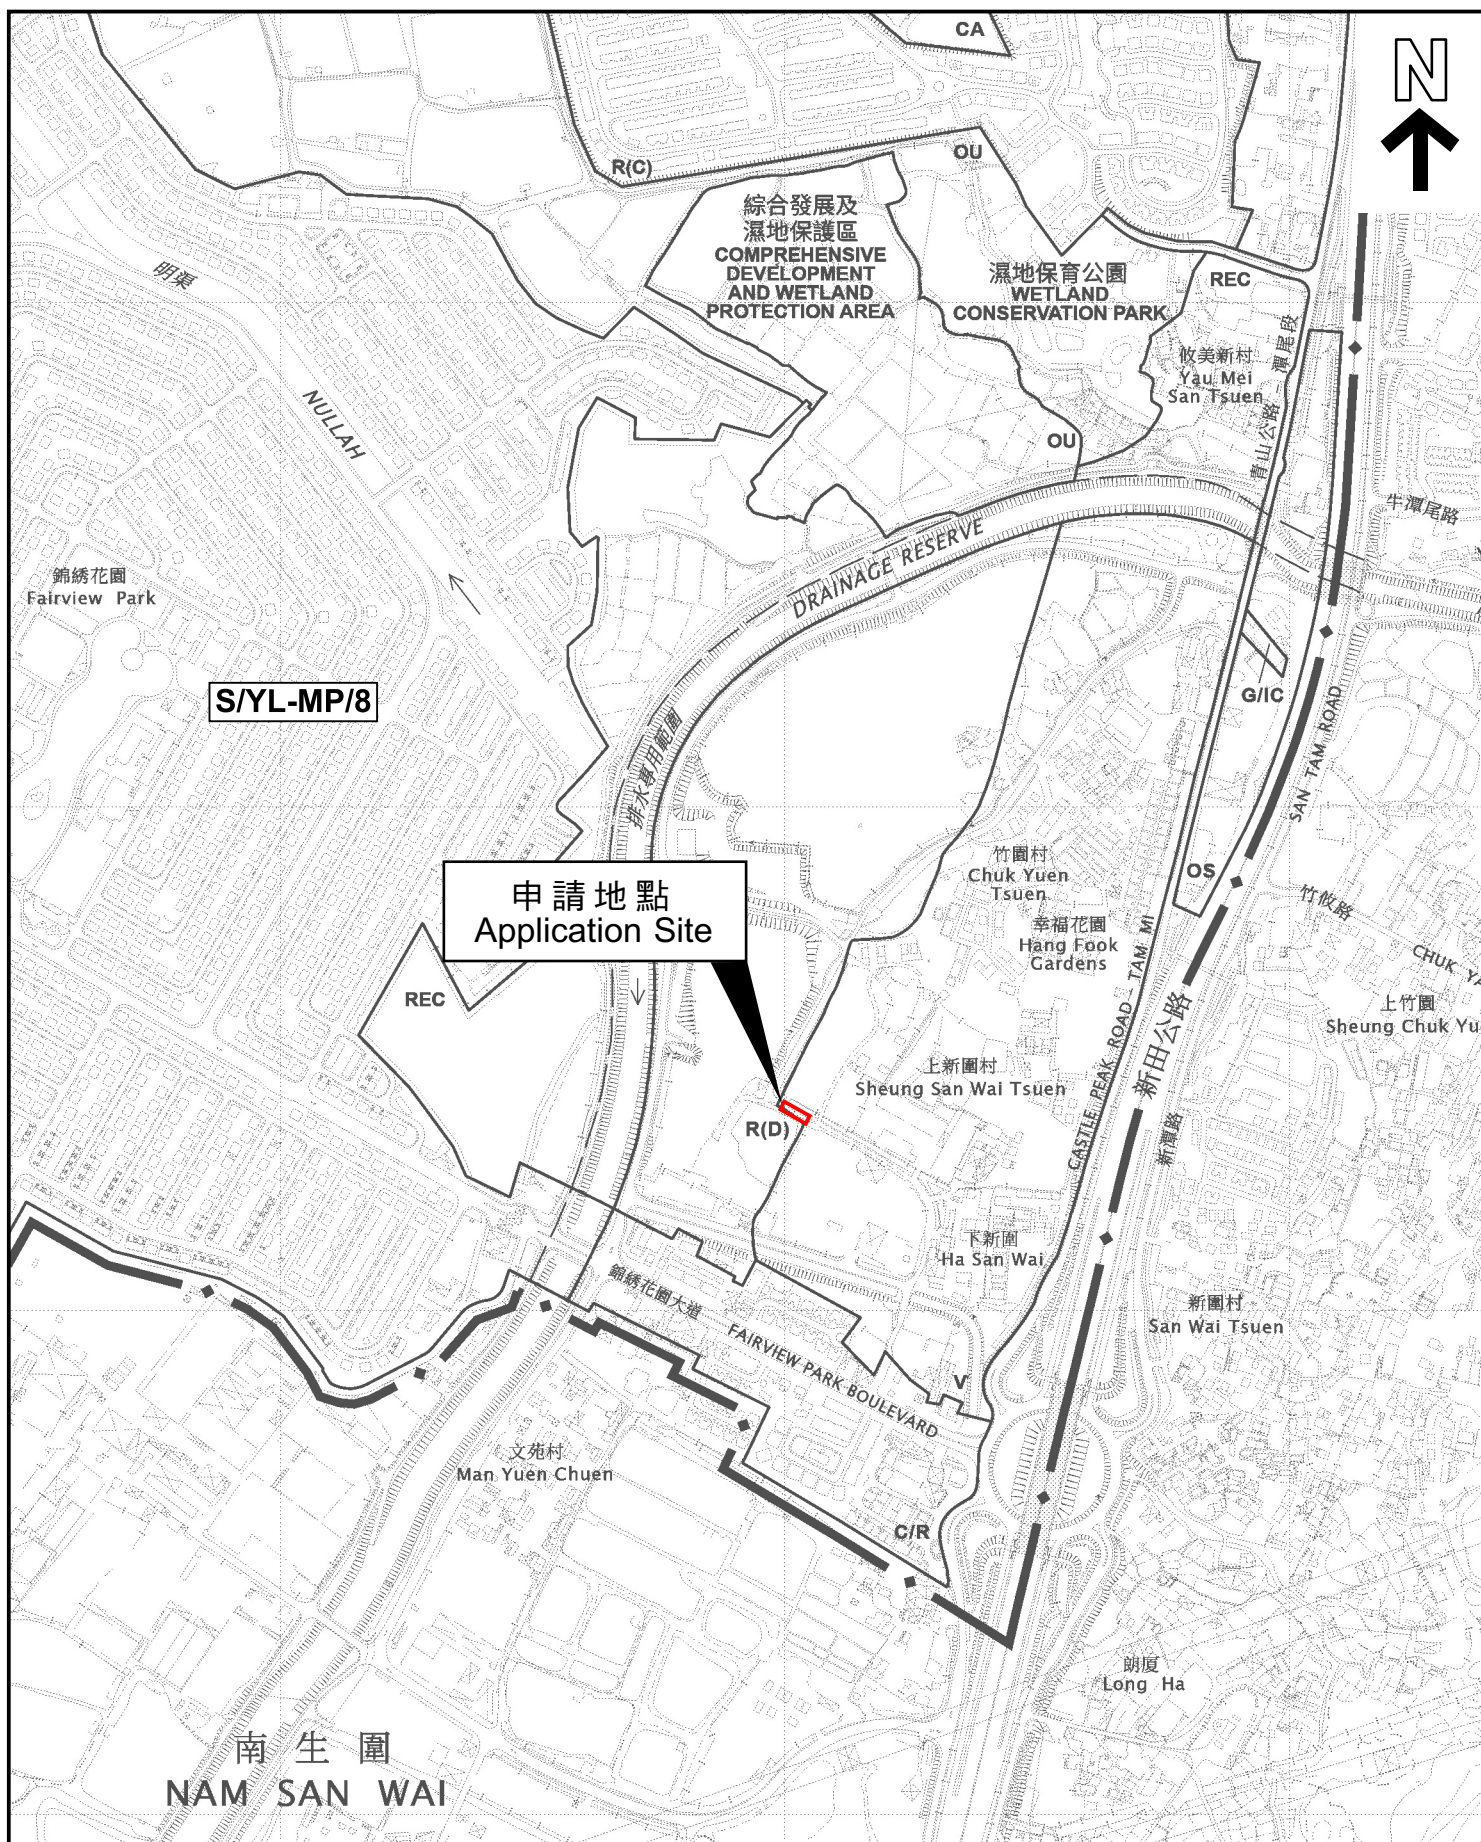 CA
N
R(C)
OU
綜合發展及
濕地保護區
COMPREHENSIVE
DEVELOPMENT
AND WETLAND
PROTECTION AREA
濕地保育公園
WETLAND
CONSERVATION PARK
REC
明渠
NULLAH
攸美新村
Yau Mei
San Tsuen
青山公路 - 潭尾段
OU
牛潭尾路
DRAINAGE RESERVE
錦綉花園
Fairview Park
S/YL-MP/8
G/IC
排水專用範圍
SAN TAM ROAD
竹園村
Chuk Yuen
Tsuen
OS
竹攸路
申請地點
Application Site
幸福花園
Hang Fook
Gardens
CHUK YA
REC
上竹園
Sheung Chuk Yu
新田公路
上新圍村
Sheung San Wai Tsuen
CASTLE PEAK ROAD - TAM MI
R(D)
新潭路
下新圍
Ha San Wai
錦綉花園大道
新圍村
San Wai Tsuen
FAIRVIEW PARK BOULEVARD
V
文苑村
Man Yuen Chuen
C/R
朗厦
Long Ha
南生圍
NAM SAN WAI